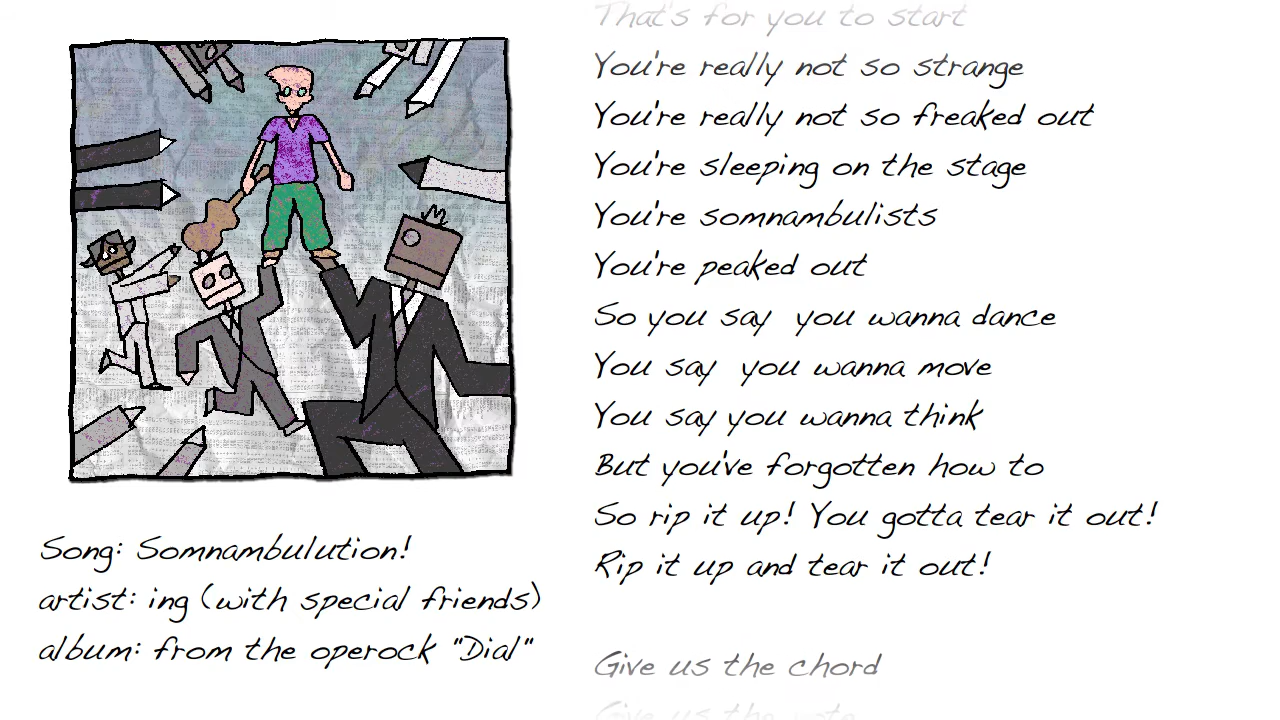 Song: Somnambulution!
artist: ing (with special friends)
album: from the operock "Dial"
That's for you to start
You're really not so strange
You're really not so freaked out
You're sleeping on the stage
You're somnambulists
You're peaked out
So you say you wanna dance
You say you wanna move
You say you wanna think
But you've forgotten how to
So rip it up! You gotta tear it out!
Rip it up and tear it out!
Give us the chord
Give us the